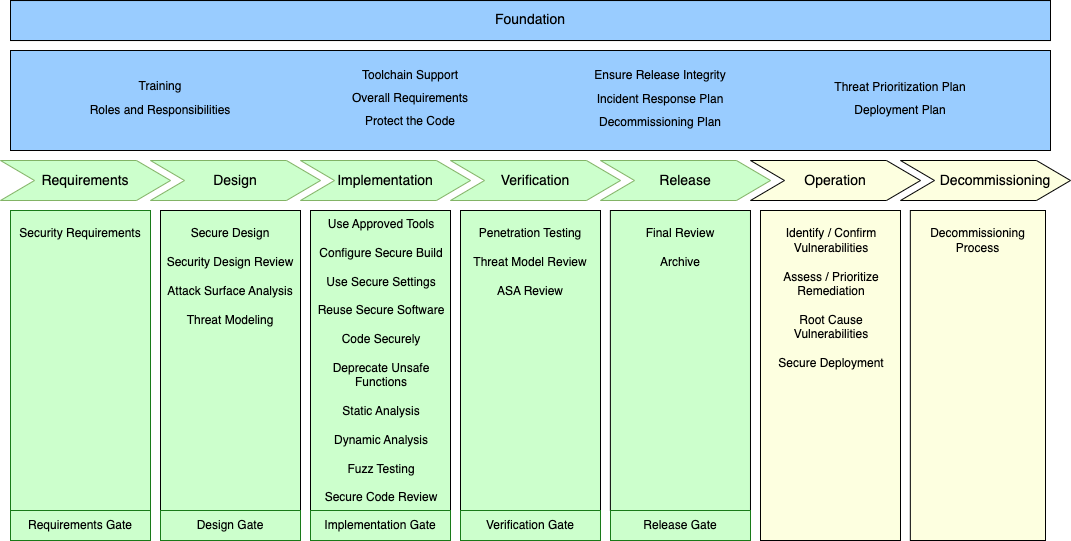 Foundation
Training
Roles and Responsibilities
Toolchain Support
Overall Requirements
Protect the Code
Ensure Release Integrity
Incident Response Plan
Decommissioning Plan
Threat Prioritization Plan
Deployment Plan
Requirements
Design
Implementation
Verification
Release
Operation
Decommissioning
Security Requirements
Requirements Gate
Secure Design
Security Design Review
Attack Surface Analysis
Threat Modeling
Design Gate
Use Approved Tools
Configure Secure Build
Use Secure Settings
Reuse Secure Software
Code Securely
Deprecate Unsafe
Functions
Static Analysis
Dynamic Analysis
Fuzz Testing
Secure Code Review
Implementation Gate
Penetration Testing
Threat Model Review
ASA Review
Verification Gate
Final Review
Archive
Release Gate
Identify / Confirm
Vulnerabilities
Assess / Prioritize
Remediation
Root Cause
Vulnerabilities
Secure Deployment
Decommissioning
Process